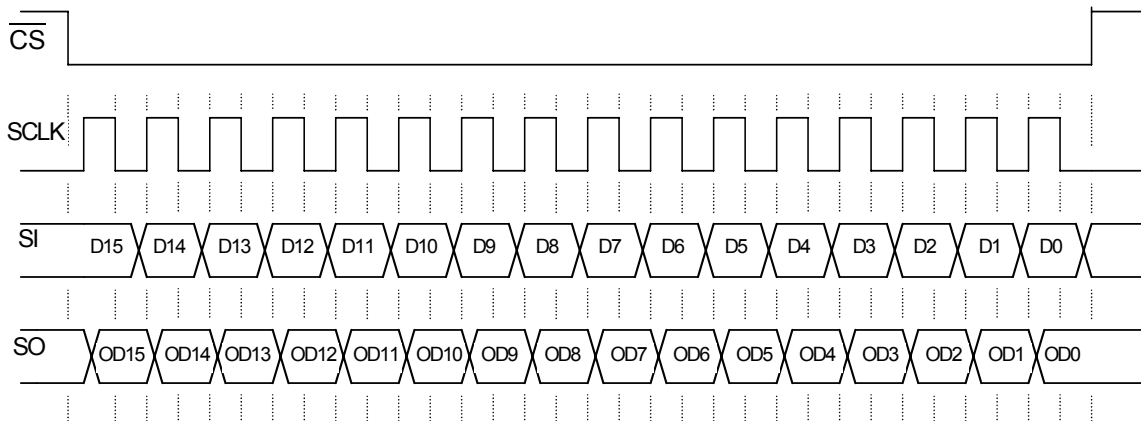 CS
SCLK
SI D15 D14 D13 D12 D11 D10 D9 D8 D7 D6 D5 D4 D3 D2 D1 D0
SO OD15 OD14 OD13 OD12 OD11 OD10 OD9 OD8 OD7 OD6 OD5 OD4 OD3 OD2 OD1 OD0